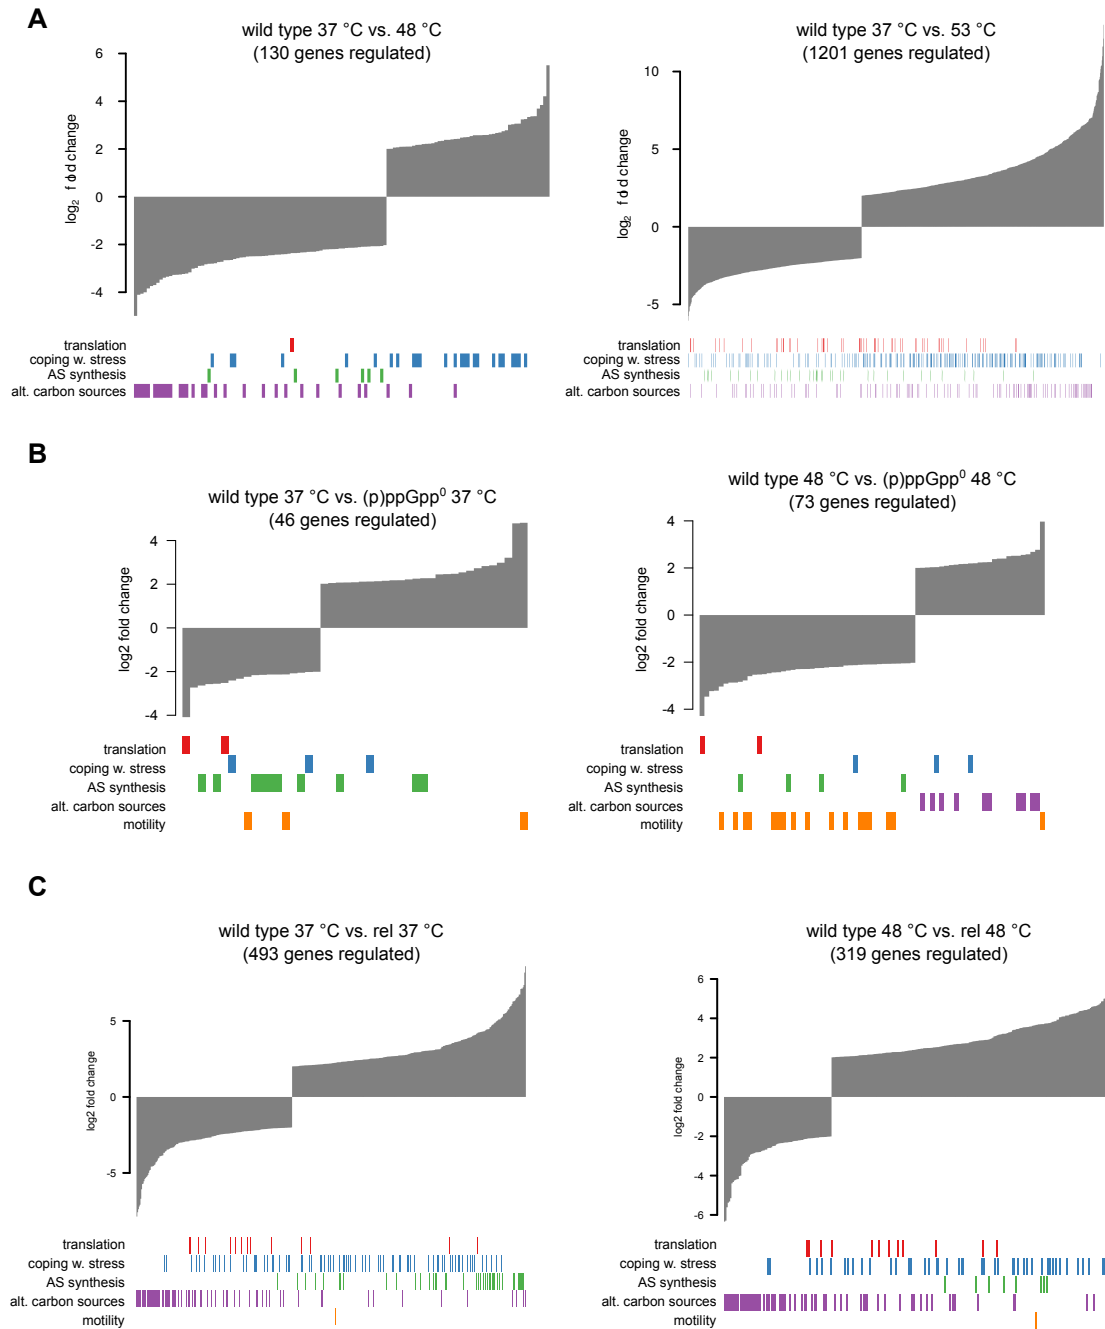 A
wild type 37 °C vs. 48 °C
(130 genes regulated)
6
4
2
0
-2
-4
log2 fold change
translation
coping w. stress
AS synthesis
alt. carbon sources
wild type 37 °C vs. 53 °C
(1201 genes regulated)
10
5
0
-5
log2 fold change
translation
coping w. stress
AS synthesis
alt. carbon sources
B
wild type 37 °C vs. (p)ppGpp⁰ 37 °C
(46 genes regulated)
4
2
0
-2
-4
log2 fold change
translation
coping w. stress
AS synthesis
alt. carbon sources
motility
wild type 48 °C vs. (p)ppGpp⁰ 48 °C
(73 genes regulated)
4
2
0
-2
-4
log2 fold change
translation
coping w. stress
AS synthesis
alt. carbon sources
motility
C
wild type 37 °C vs. rel 37 °C
(493 genes regulated)
5
0
-5
log2 fold change
translation
coping w. stress
AS synthesis
alt. carbon sources
motility
wild type 48 °C vs. rel 48 °C
(319 genes regulated)
6
4
2
0
-2
-4
-6
log2 fold change
translation
coping w. stress
AS synthesis
alt. carbon sources
motility